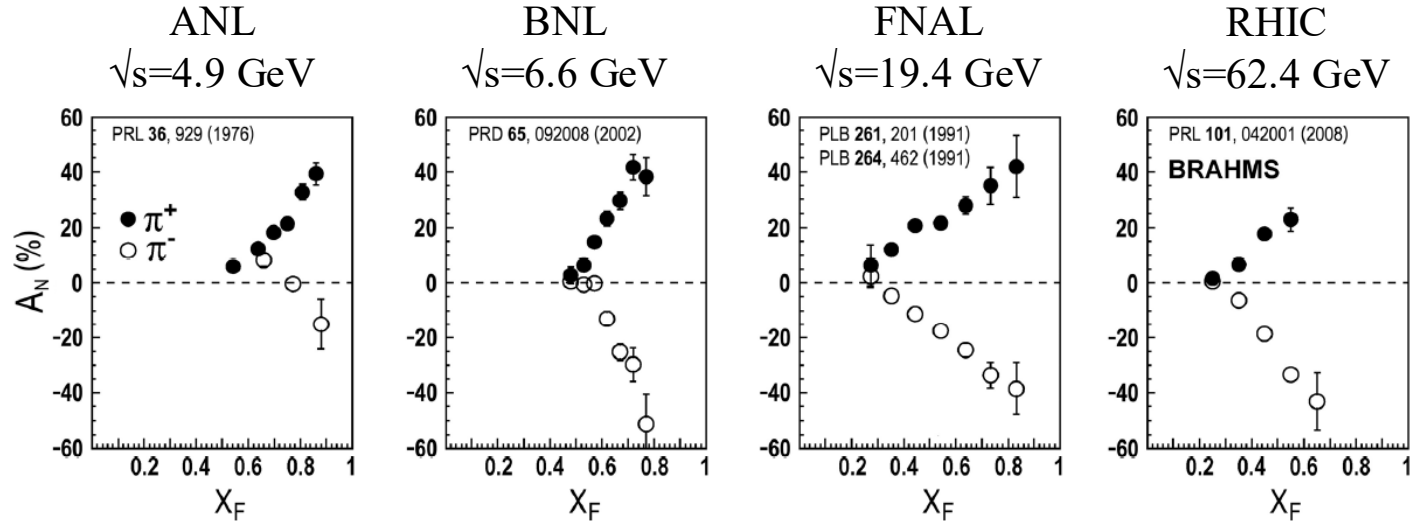 ANL
√s=4.9 GeV
BNL
√s=6.6 GeV
FNAL
√s=19.4 GeV
RHIC
√s=62.4 GeV
A_N (%)
60
40
20
0
-20
-40
-60
PRL 36, 929 (1976)
π+
π-
0.2 0.4 0.6 0.8 1
X_F
60
40
20
0
-20
-40
-60
PRD 65, 092008 (2002)
0.2 0.4 0.6 0.8 1
X_F
60
40
20
0
-20
-40
-60
PLB 261, 201 (1991)
PLB 264, 462 (1991)
0.2 0.4 0.6 0.8 1
X_F
60
40
20
0
-20
-40
-60
PRL 101, 042001 (2008)
BRAHMS
0.2 0.4 0.6 0.8 1
X_F